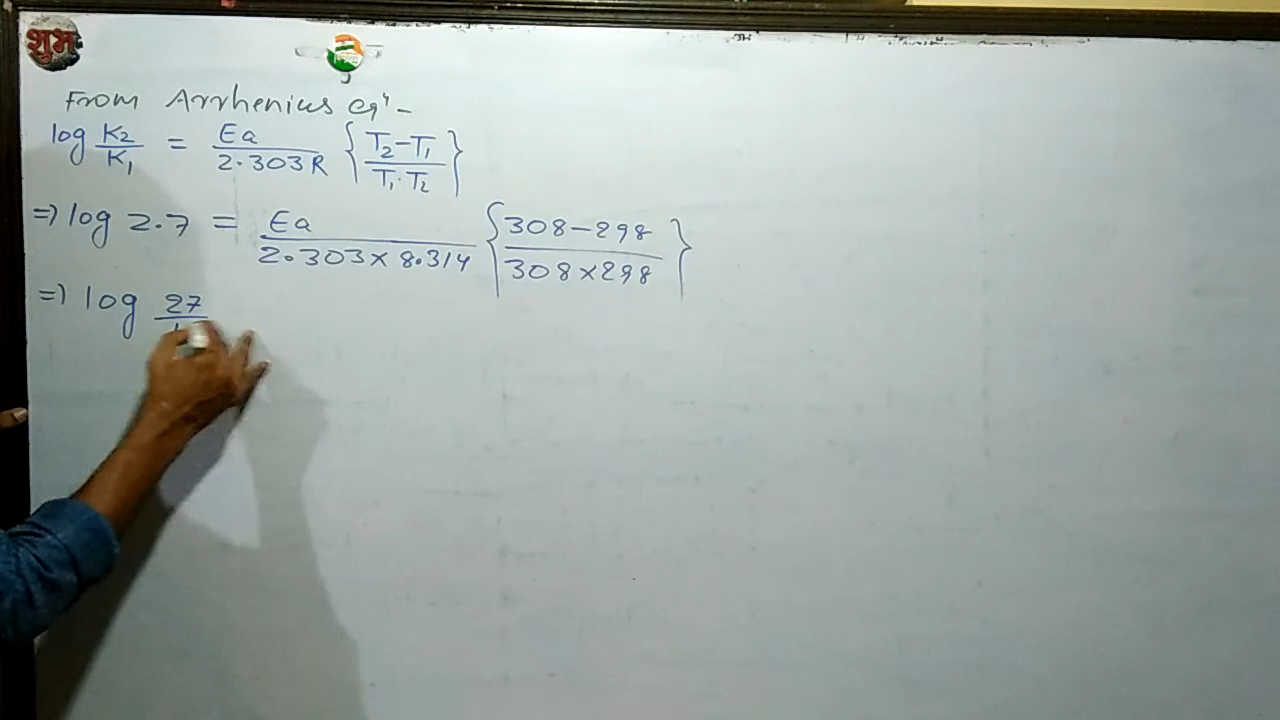 शुभ
From Arrhenius eqⁿ -
log K2/K1 = Ea/2.303R {T2-T1/T1.T2}
=> log 2.7 = Ea/2.303×8.314 {308-298/308×298}
=> log 27/